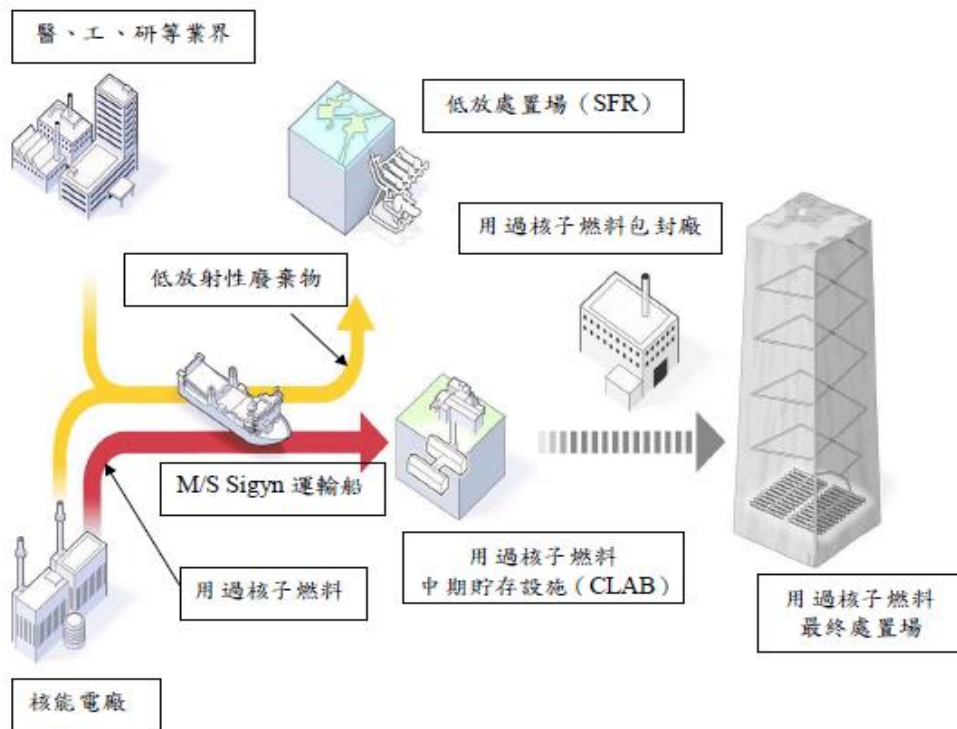 醫、工、研等業界
低放處置場（SFR）
用過核子燃料包封廠
低放射性廢棄物
M/S Sigyn 運輸船
用過核子燃料
用過核子燃料
中期貯存設施（CLAB）
用過核子燃料
最終處置場
核能電廠